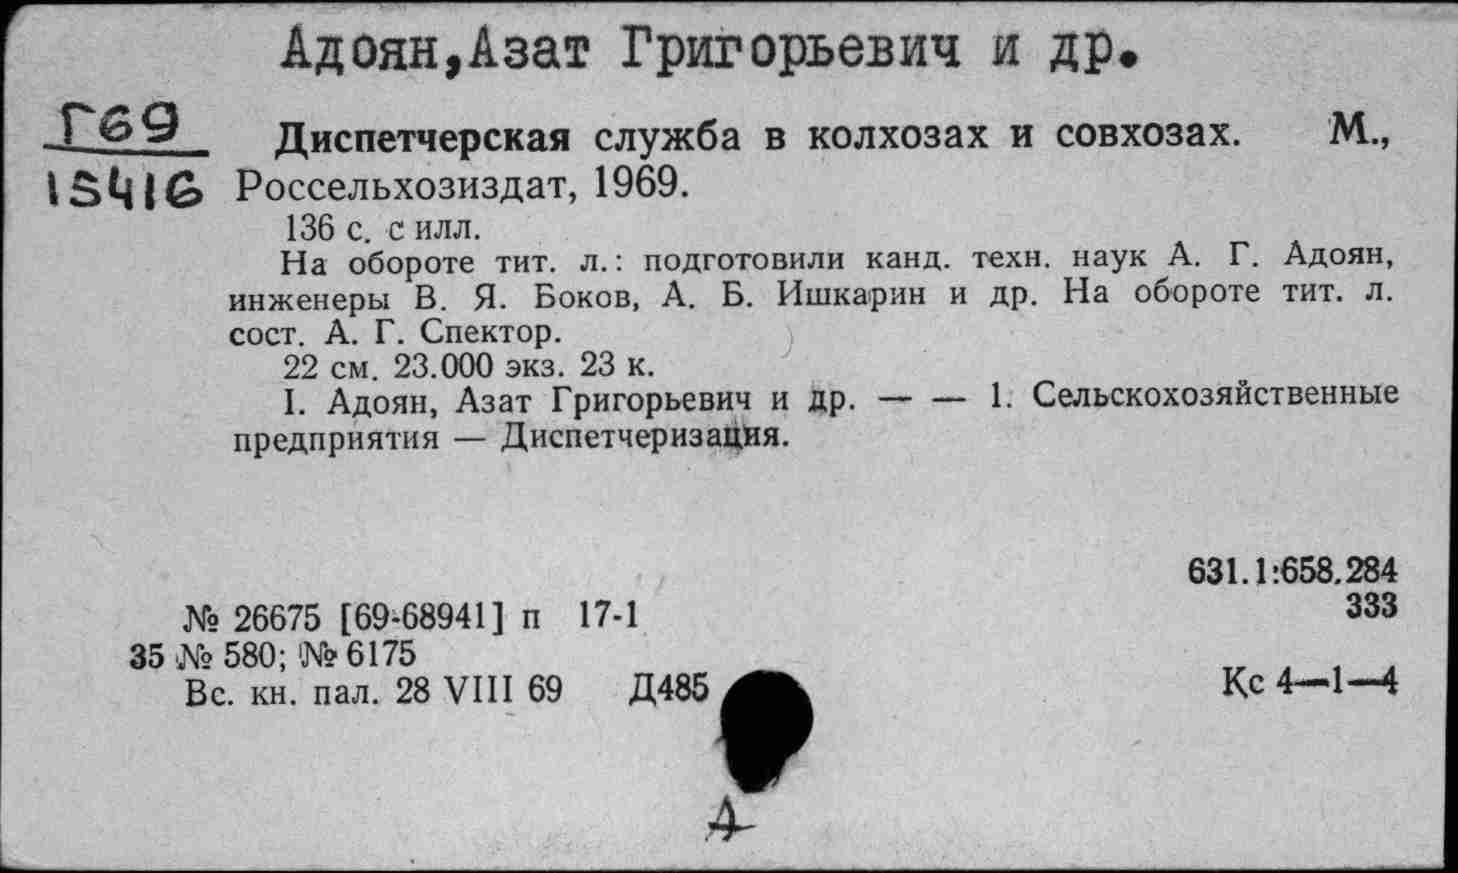 Адоян,Азат Григорьевич и др.
Г69
15416
Диспетчерская служба в колхозах и совхозах. М.,
Россельхозиздат, 1969.
136 с. с илл.
На обороте тит. л.: подготовили канд. техн. наук А. Г. Адоян,
инженеры В. Я. Боков, А. Б. Ишкарин и др. На обороте тит. л.
сост. А. Г. Спектор.
22 см. 23.000 экз. 23 к.
I. Адоян, Азат Григорьевич и др. — — 1. Сельскохозяйственные
предприятия — Диспетчеризация.
631.1:658.284
333
№ 26675 [69-68941] п 17-1
35 № 580; № 6175
Вс. кн. пал. 28 VIII 69 Д485
Кс 4—1—4
4